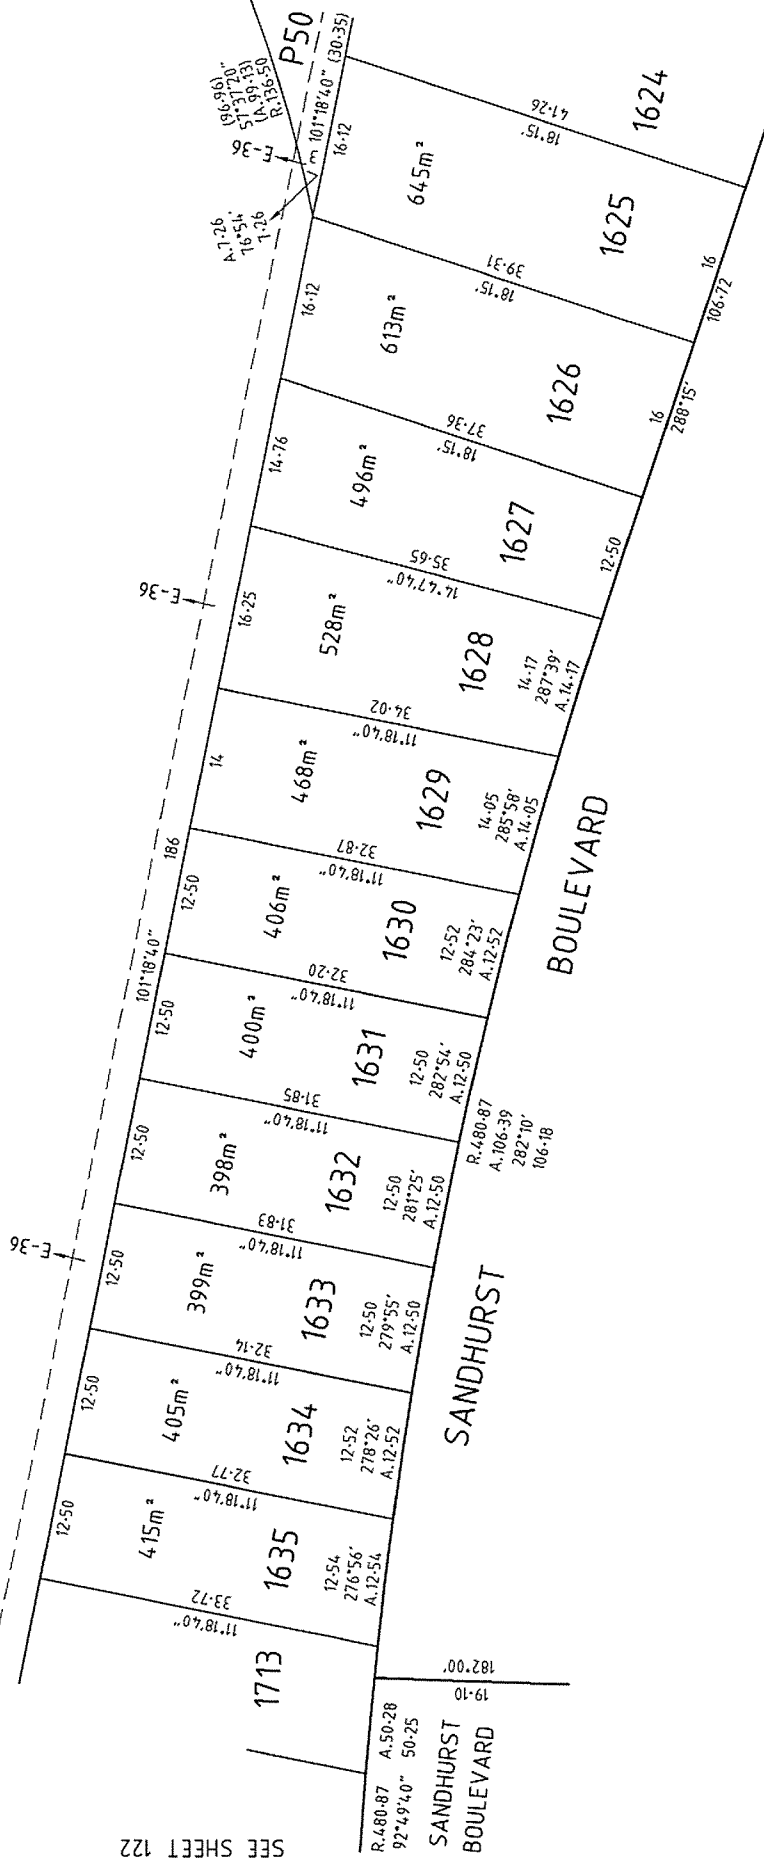 (96·96)
57°37'20"
(A.99·13)
R.136·50
P50
E-36
3
101°18'40" (30·35)
A.7·26
76°54'
7·26
16·12
645m²
18°15'
41·26
1624
1625
16
106·72
16·12
613m²
18°15'
39·31
1626
16
288°15'
14·76
496m²
18°15'
37·36
1627
12·50
E-36
16·25
528m²
14°47'40"
35·65
1628
14·17
287°39'
A.14·17
14
468m²
11°18'40"
34·02
1629
14·05
285°58'
A.14·05
186
101°18'40"
12·50
406m²
11°18'40"
32·87
1630
12·52
284°23'
A.12·52
12·50
400m²
11°18'40"
32·20
1631
12·50
282°54'
A.12·50
12·50
398m²
11°18'40"
31·85
1632
12·50
281°25'
A.12·50
R.480·87
A.106·39
282°10'
106·18
E-36
12·50
399m²
11°18'40"
31·83
1633
12·50
279°55'
A.12·50
12·50
405m²
11°18'40"
32·14
1634
12·52
278°26'
A.12·52
12·50
415m²
11°18'40"
32·77
1635
12·54
276°56'
A.12·54
11°18'40"
33·72
1713
SANDHURST
BOULEVARD
182°00'
19·10
R.480·87 A.50·28
92°49'40" 50·25
SANDHURST
BOULEVARD
SEE SHEET 122